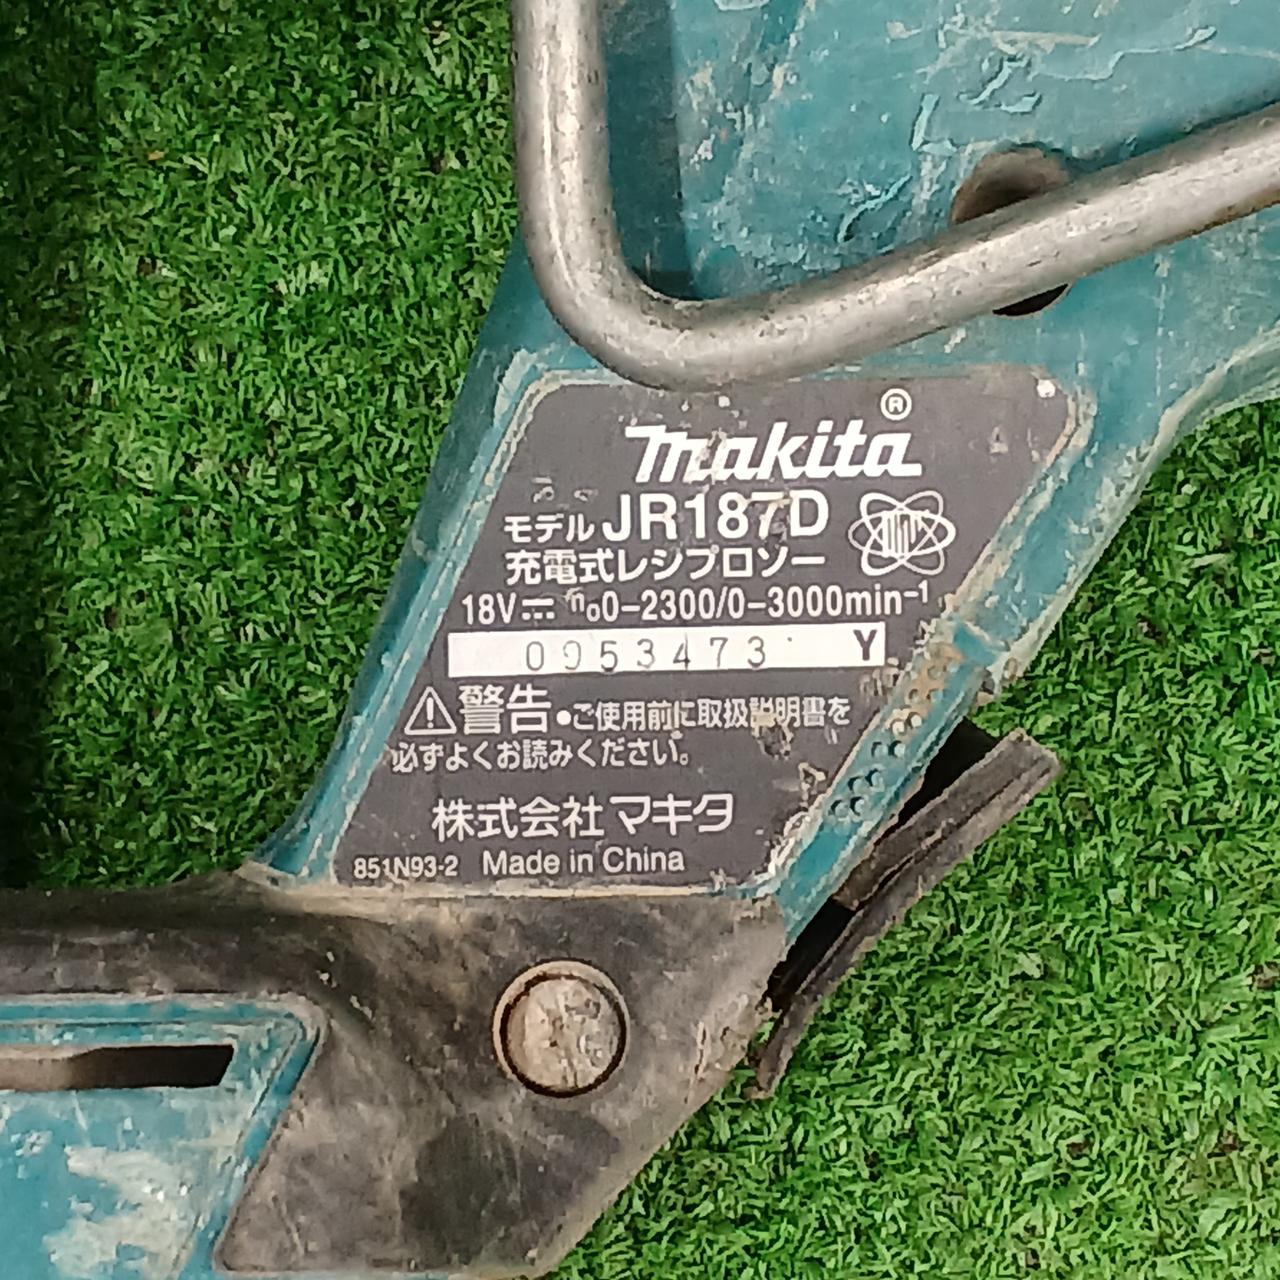 makita®
モデル JR187D
充電式レシプロソー
18V⎓ n₀0-2300/0-3000min⁻¹
0953473 Y
⚠警告 ●ご使用前に取扱説明書を
必ずよくお読みください。
株式会社マキタ
851N93-2 Made in China